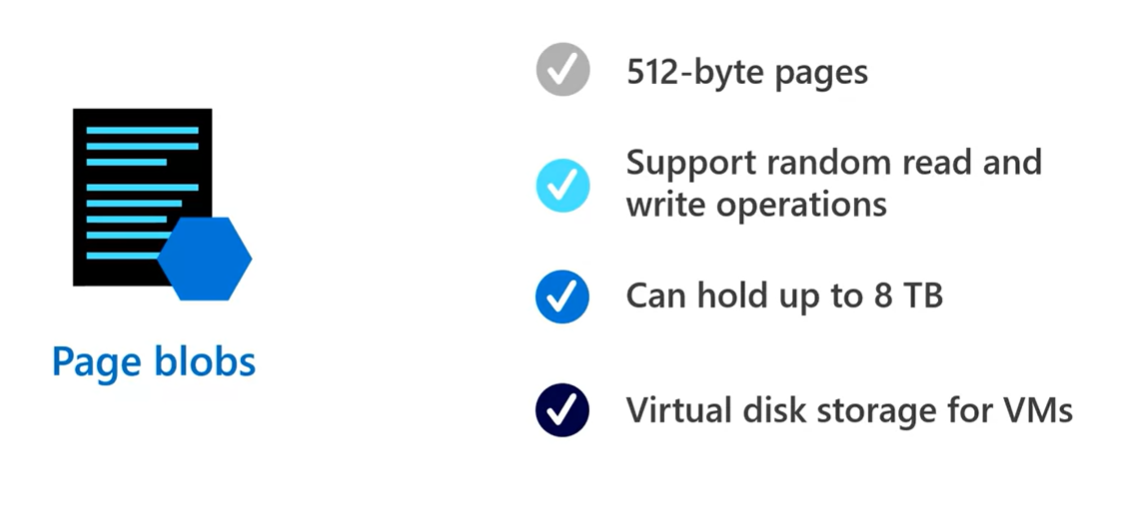 512-byte pages
Support random read and
write operations
Can hold up to 8 TB
Page blobs
Virtual disk storage for VMs